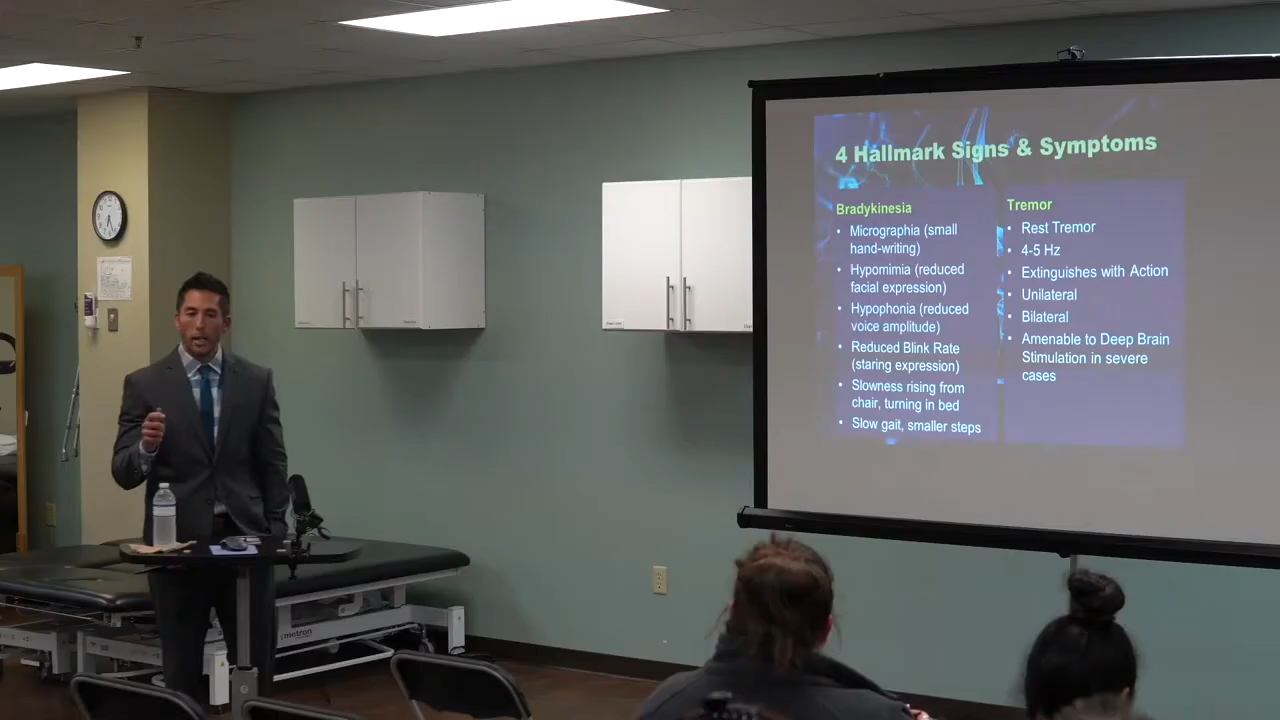 4 Hallmark Signs & Symptoms
Bradykinesia
• Micrographia (small
hand-writing)
• Hypomimia (reduced
facial expression)
• Hypophonia (reduced
voice amplitude)
• Reduced Blink Rate
(staring expression)
• Slowness rising from
chair, turning in bed
• Slow gait, smaller steps
Tremor
• Rest Tremor
• 4-5 Hz
• Extinguishes with Action
• Unilateral
• Bilateral
• Amenable to Deep Brain
Stimulation in severe
cases
metron